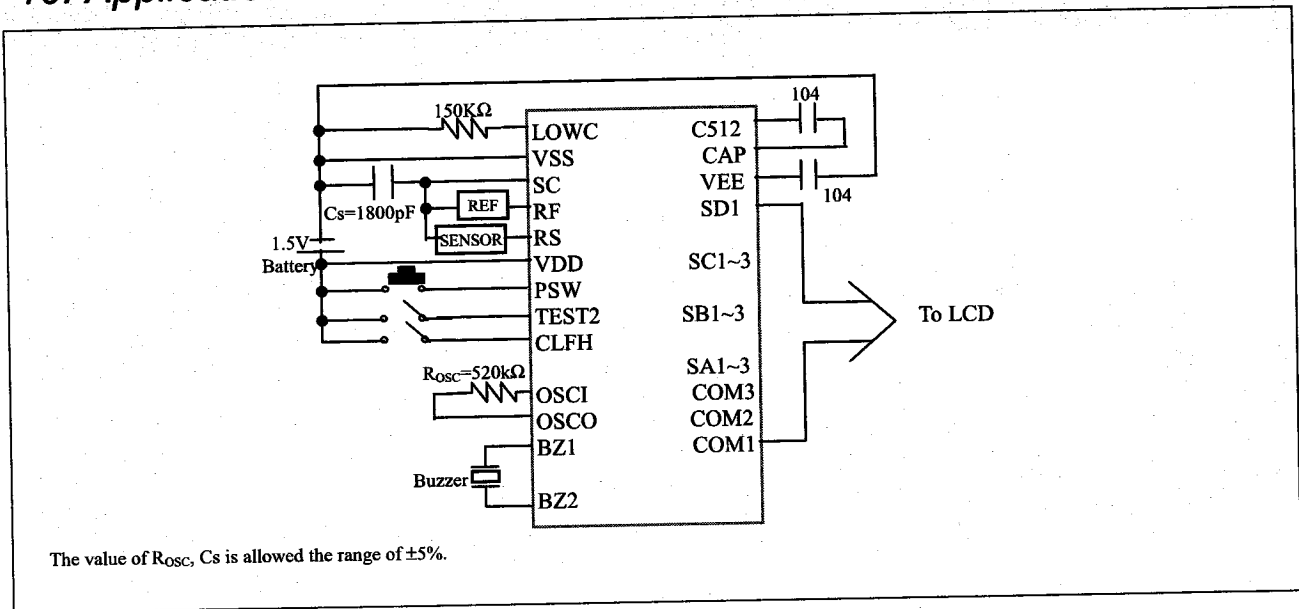 150KΩ
LOWC
VSS
SC
Cs=1800pF
REF
RF
SENSOR
RS
1.5V
Battery
VDD
PSW
TEST2
CLFH
R_OSC=520kΩ
OSCI
OSCO
BZ1
Buzzer
BZ2
104
C512
CAP
VEE
104
SD1
SC1~3
SB1~3
To LCD
SA1~3
COM3
COM2
COM1
The value of R_OSC, Cs is allowed the range of ±5%.